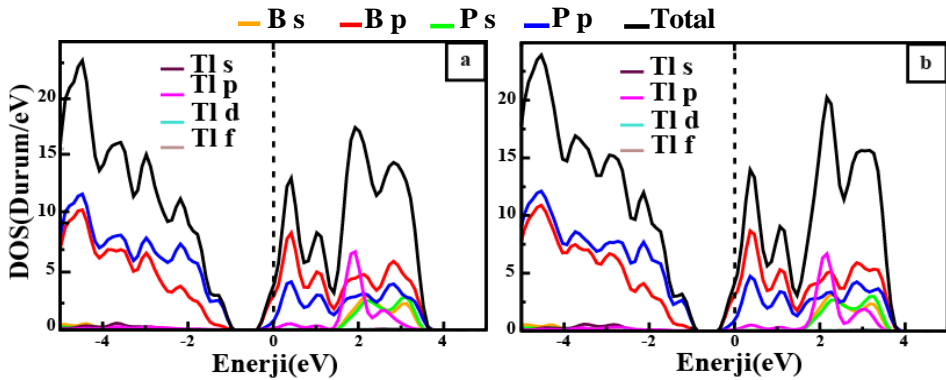 B s B p P s P p Total
a
Tl s
Tl p
Tl d
Tl f
DOS(Durum/eV)
20
15
10
5
0
-4 -2 0 2 4
Enerji(eV)
b
Tl s
Tl p
Tl d
Tl f
20
15
10
5
0
-4 -2 0 2 4
Enerji(eV)